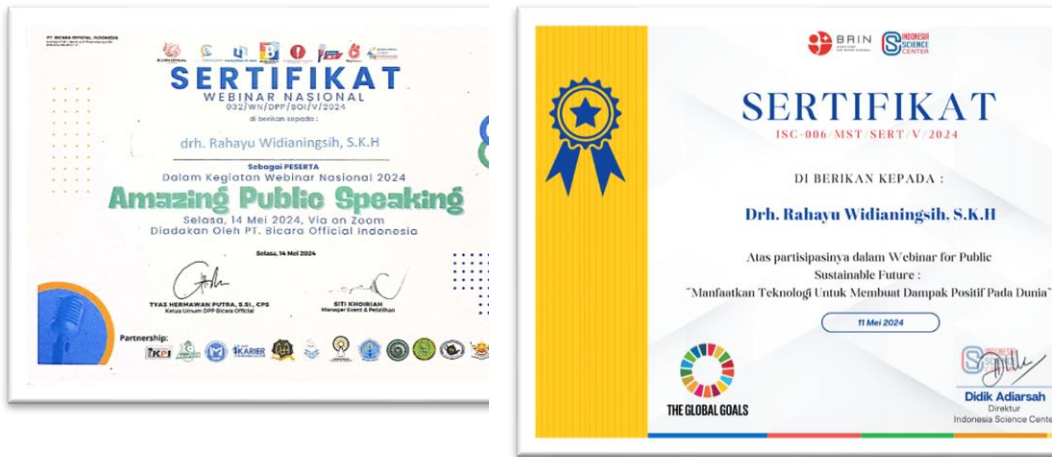 PT. BICARA OFFICIAL INDONESIA
SERTIFIKAT
WEBINAR NASIONAL
032/WN/DPP/BOI/V/2024
di berikan kepada :
drh. Rahayu Widianingsih, S.K.H
Sebagai PESERTA
Dalam Kegiatan Webinar Nasional 2024
Amazing Public Speaking
Selasa, 14 Mei 2024, Via on Zoom
Diadakan Oleh PT. Bicara Official Indonesia
Selasa, 14 Mei 2024
TYAS HERMAWAN PUTRA, S.SI., CPS
Ketua Umum DPP Bicara Official
SITI KHOIRIAH
Manager Event & Pelatihan
Partnership:
IKPI
KARIER
BRIN
INDONESIA
SCIENCE
CENTER
SERTIFIKAT
ISC-006/MST/SERT/V/2024
DI BERIKAN KEPADA :
Drh. Rahayu Widianingsih, S.K.H
Atas partisipasinya dalam Webinar for Public
Sustainable Future :
"Manfaatkan Teknologi Untuk Membuat Dampak Positif Pada Dunia"
11 Mei 2024
THE GLOBAL GOALS
Didik Adiarsah
Direktur
Indonesia Science Cente